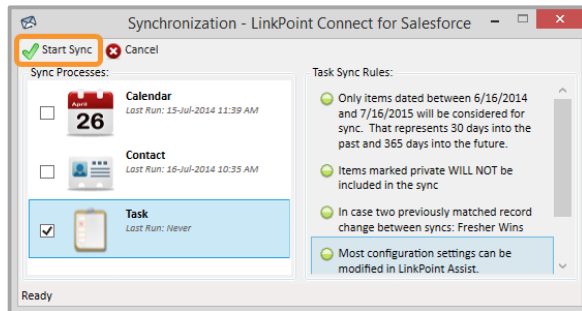 Synchronization - LinkPoint Connect for Salesforce
Start Sync Cancel
Sync Processes:
April
26
Calendar
Last Run: 15-Jul-2014 11:39 AM
Contact
Last Run: 16-Jul-2014 10:35 AM
Task
Last Run: Never
Task Sync Rules:
Only items dated between 6/16/2014
and 7/16/2015 will be considered for
sync. That represents 30 days into the
past and 365 days into the future.
Items marked private WILL NOT be
included in the sync
In case two previously matched record
change between syncs: Fresher Wins
Most configuration settings can be
modified in LinkPoint Assist.
Ready